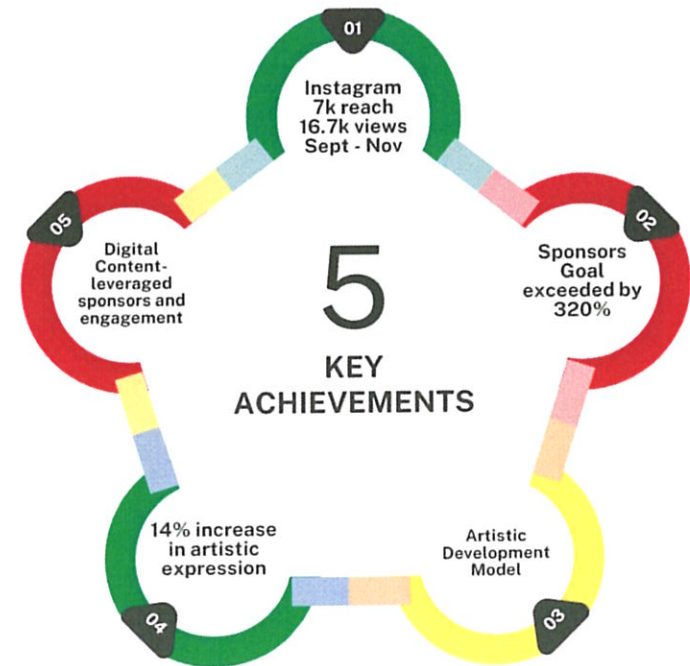 01
Instagram
7k reach
16.7k views
Sept - Nov
02
Sponsors
Goal
exceeded by
320%
03
Artistic
Development
Model
04
14% increase
in artistic
expression
05
Digital
Content-
leveraged
sponsors and
engagement
5
KEY
ACHIEVEMENTS